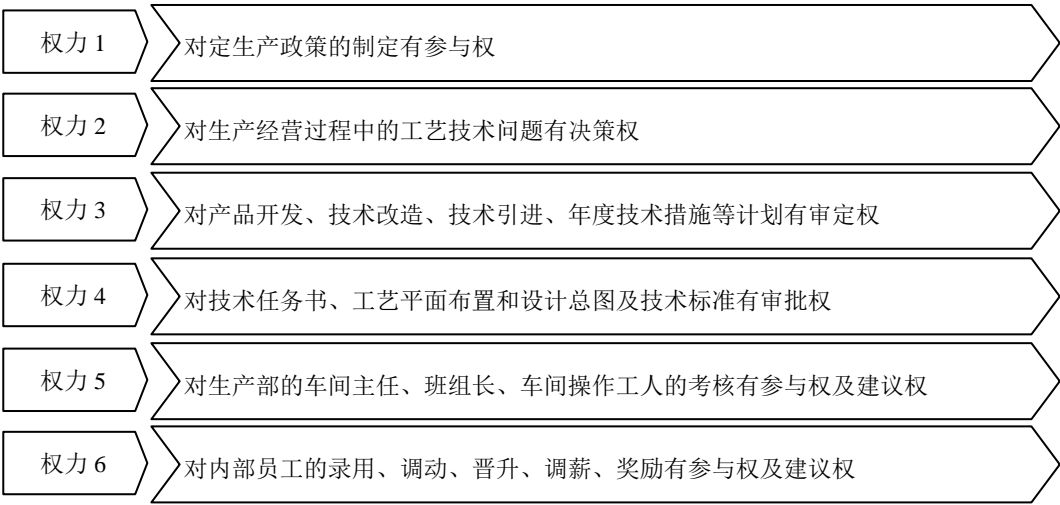 权力 1
对定生产政策的制定有参与权
权力 2
对生产经营过程中的工艺技术问题有决策权
权力 3
对产品开发、技术改造、技术引进、年度技术措施等计划有审定权
权力 4
对技术任务书、工艺平面布置和设计总图及技术标准有审批权
权力 5
对生产部的车间主任、班组长、车间操作工人的考核有参与权及建议权
权力 6
对内部员工的录用、调动、晋升、调薪、奖励有参与权及建议权